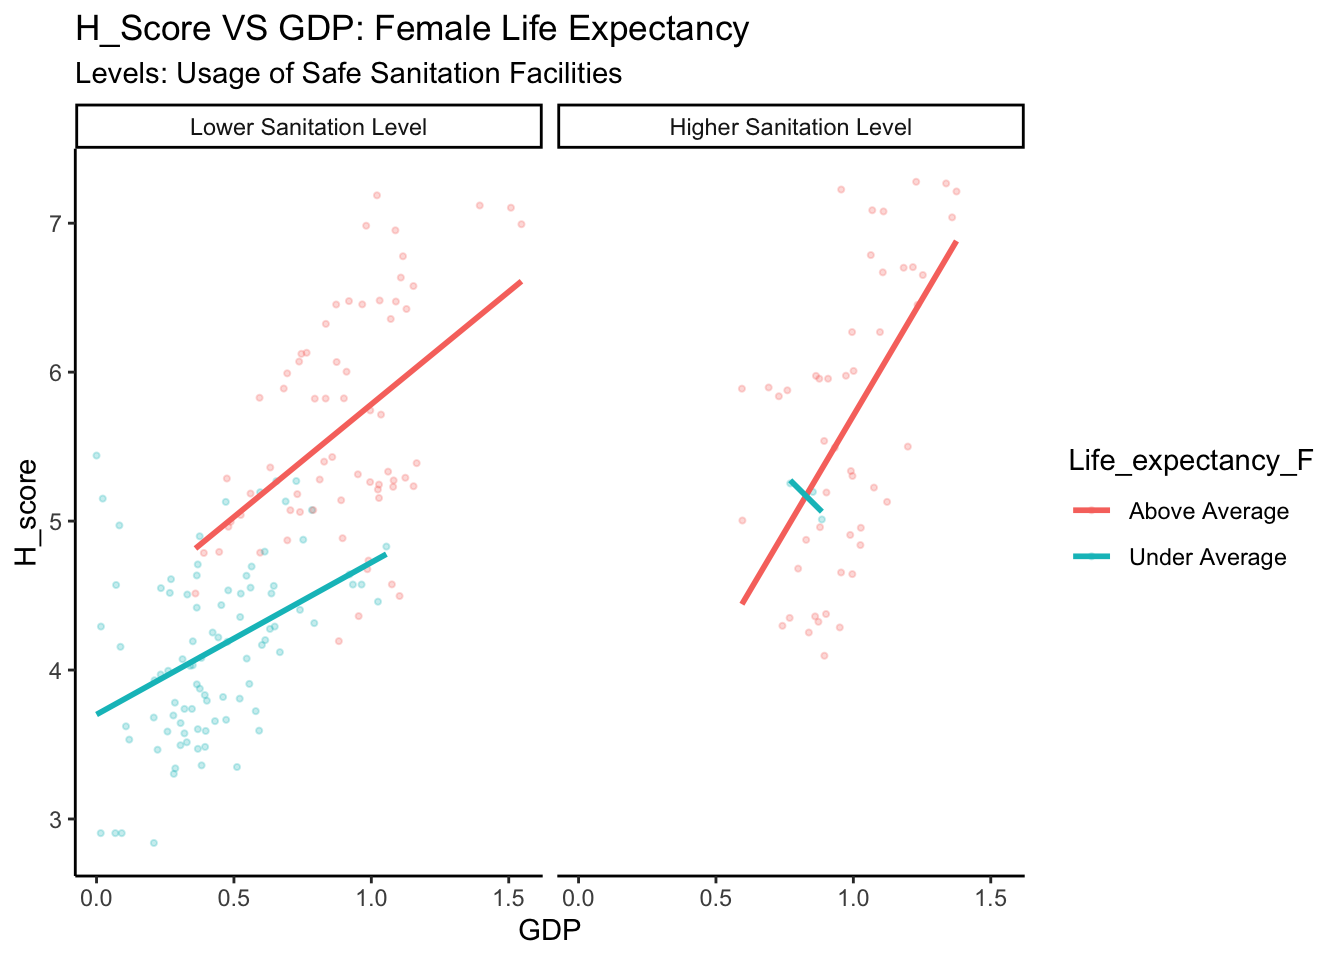 H_Score VS GDP: Female Life Expectancy
Levels: Usage of Safe Sanitation Facilities
Lower Sanitation Level
Higher Sanitation Level
7
6
5
4
3
H_score
0.0 0.5 1.0 1.5
0.0 0.5 1.0 1.5
GDP
Life_expectancy_F
Above Average
Under Average